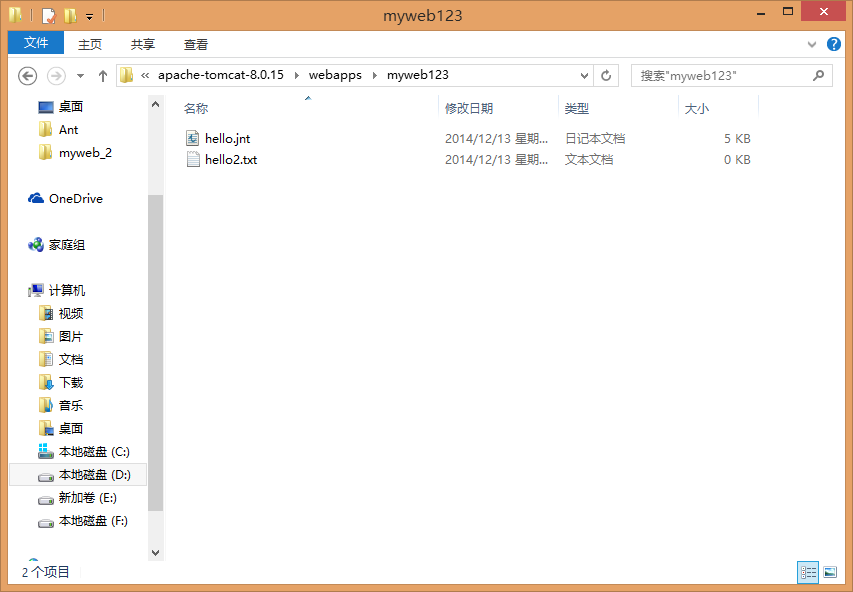 myweb123
文件 主页 共享 查看
« apache-tomcat-8.0.15 webapps myweb123 搜索"myweb123"
桌面
Ant
myweb_2
OneDrive
家庭组
计算机
视频
图片
文档
下载
音乐
桌面
本地磁盘 (C:)
本地磁盘 (D:)
新加卷 (E:)
本地磁盘 (F:)
名称 修改日期 类型 大小
hello.jnt 2014/12/13 星期... 日记本文档 5 KB
hello2.txt 2014/12/13 星期... 文本文档 0 KB
2 个项目